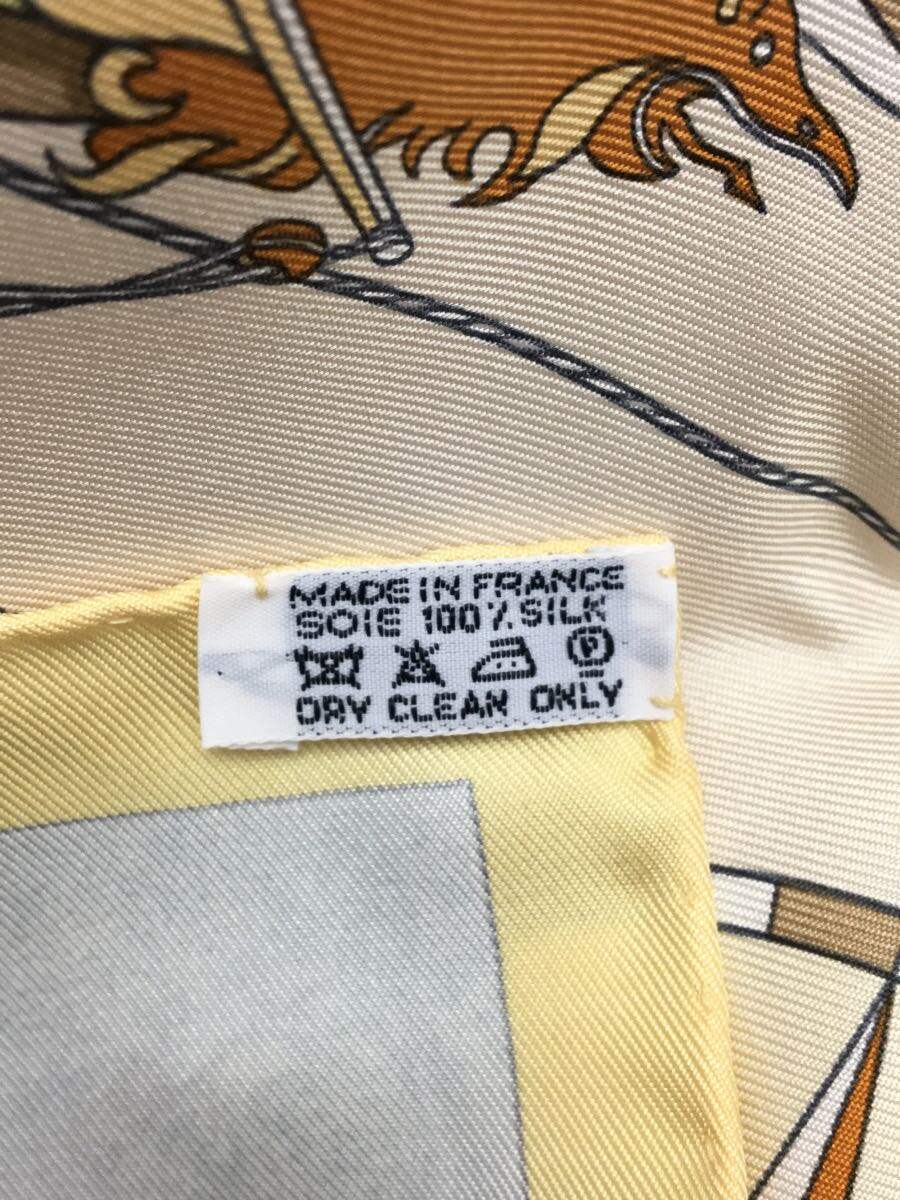 MADE IN FRANCE
SOIE 100% SILK
P
DRY CLEAN ONLY